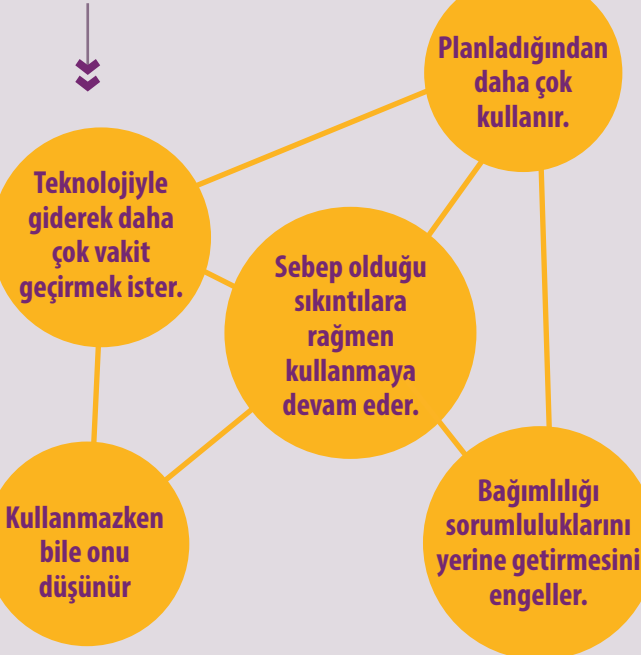 Planladığından
daha çok
kullanır.
Teknolojiyle
giderek daha
çok vakit
geçirmek ister.
Sebep olduğu
sıkıntılara
rağmen
kullanmaya
devam eder.
Kullanmazken
bile onu
düşünür
Bağımlılığı
sorumluluklarını
yerine getirmesini
engeller.